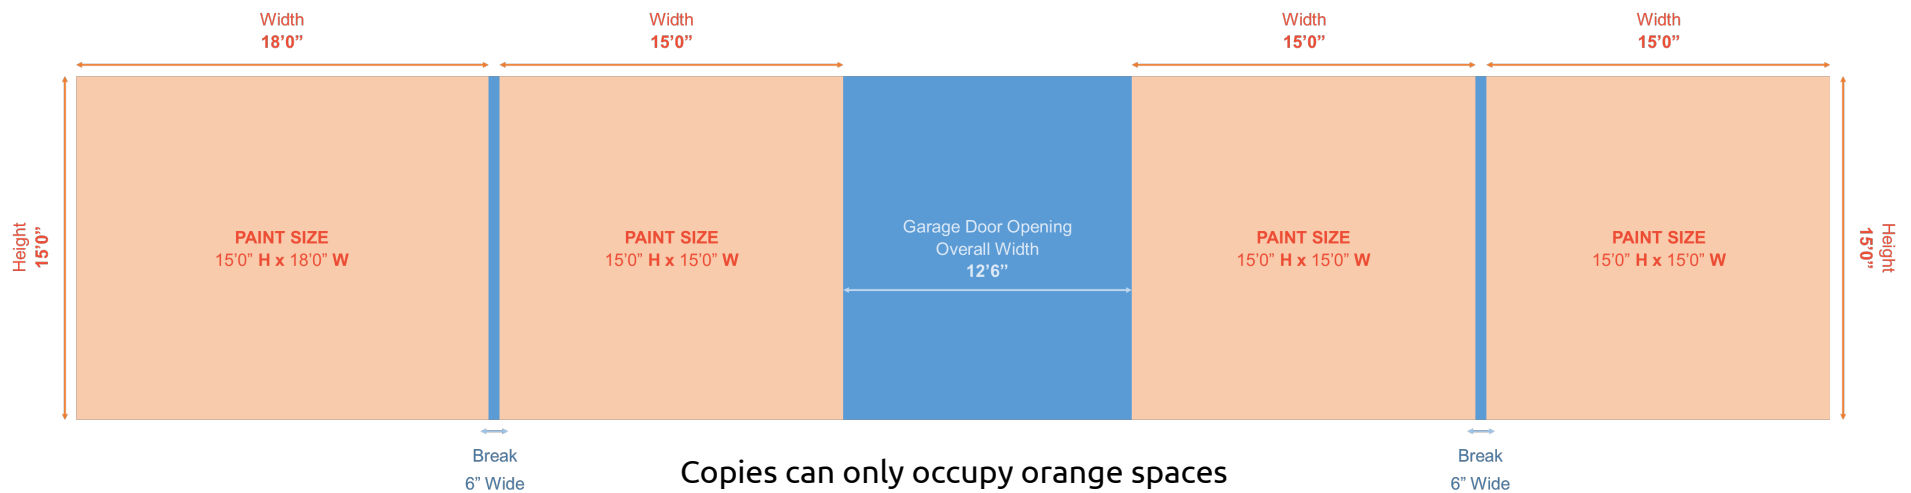 Width
18’0”
Width
15’0”
Width
15’0”
Width
15’0”
Height
15’0”
PAINT SIZE
15’0” H x 18’0” W
PAINT SIZE
15’0” H x 15’0” W
Garage Door Opening
Overall Width
12’6”
PAINT SIZE
15’0” H x 15’0” W
PAINT SIZE
15’0” H x 15’0” W
Height
15’0”
Break
6” Wide
Copies can only occupy orange spaces
Break
6” Wide